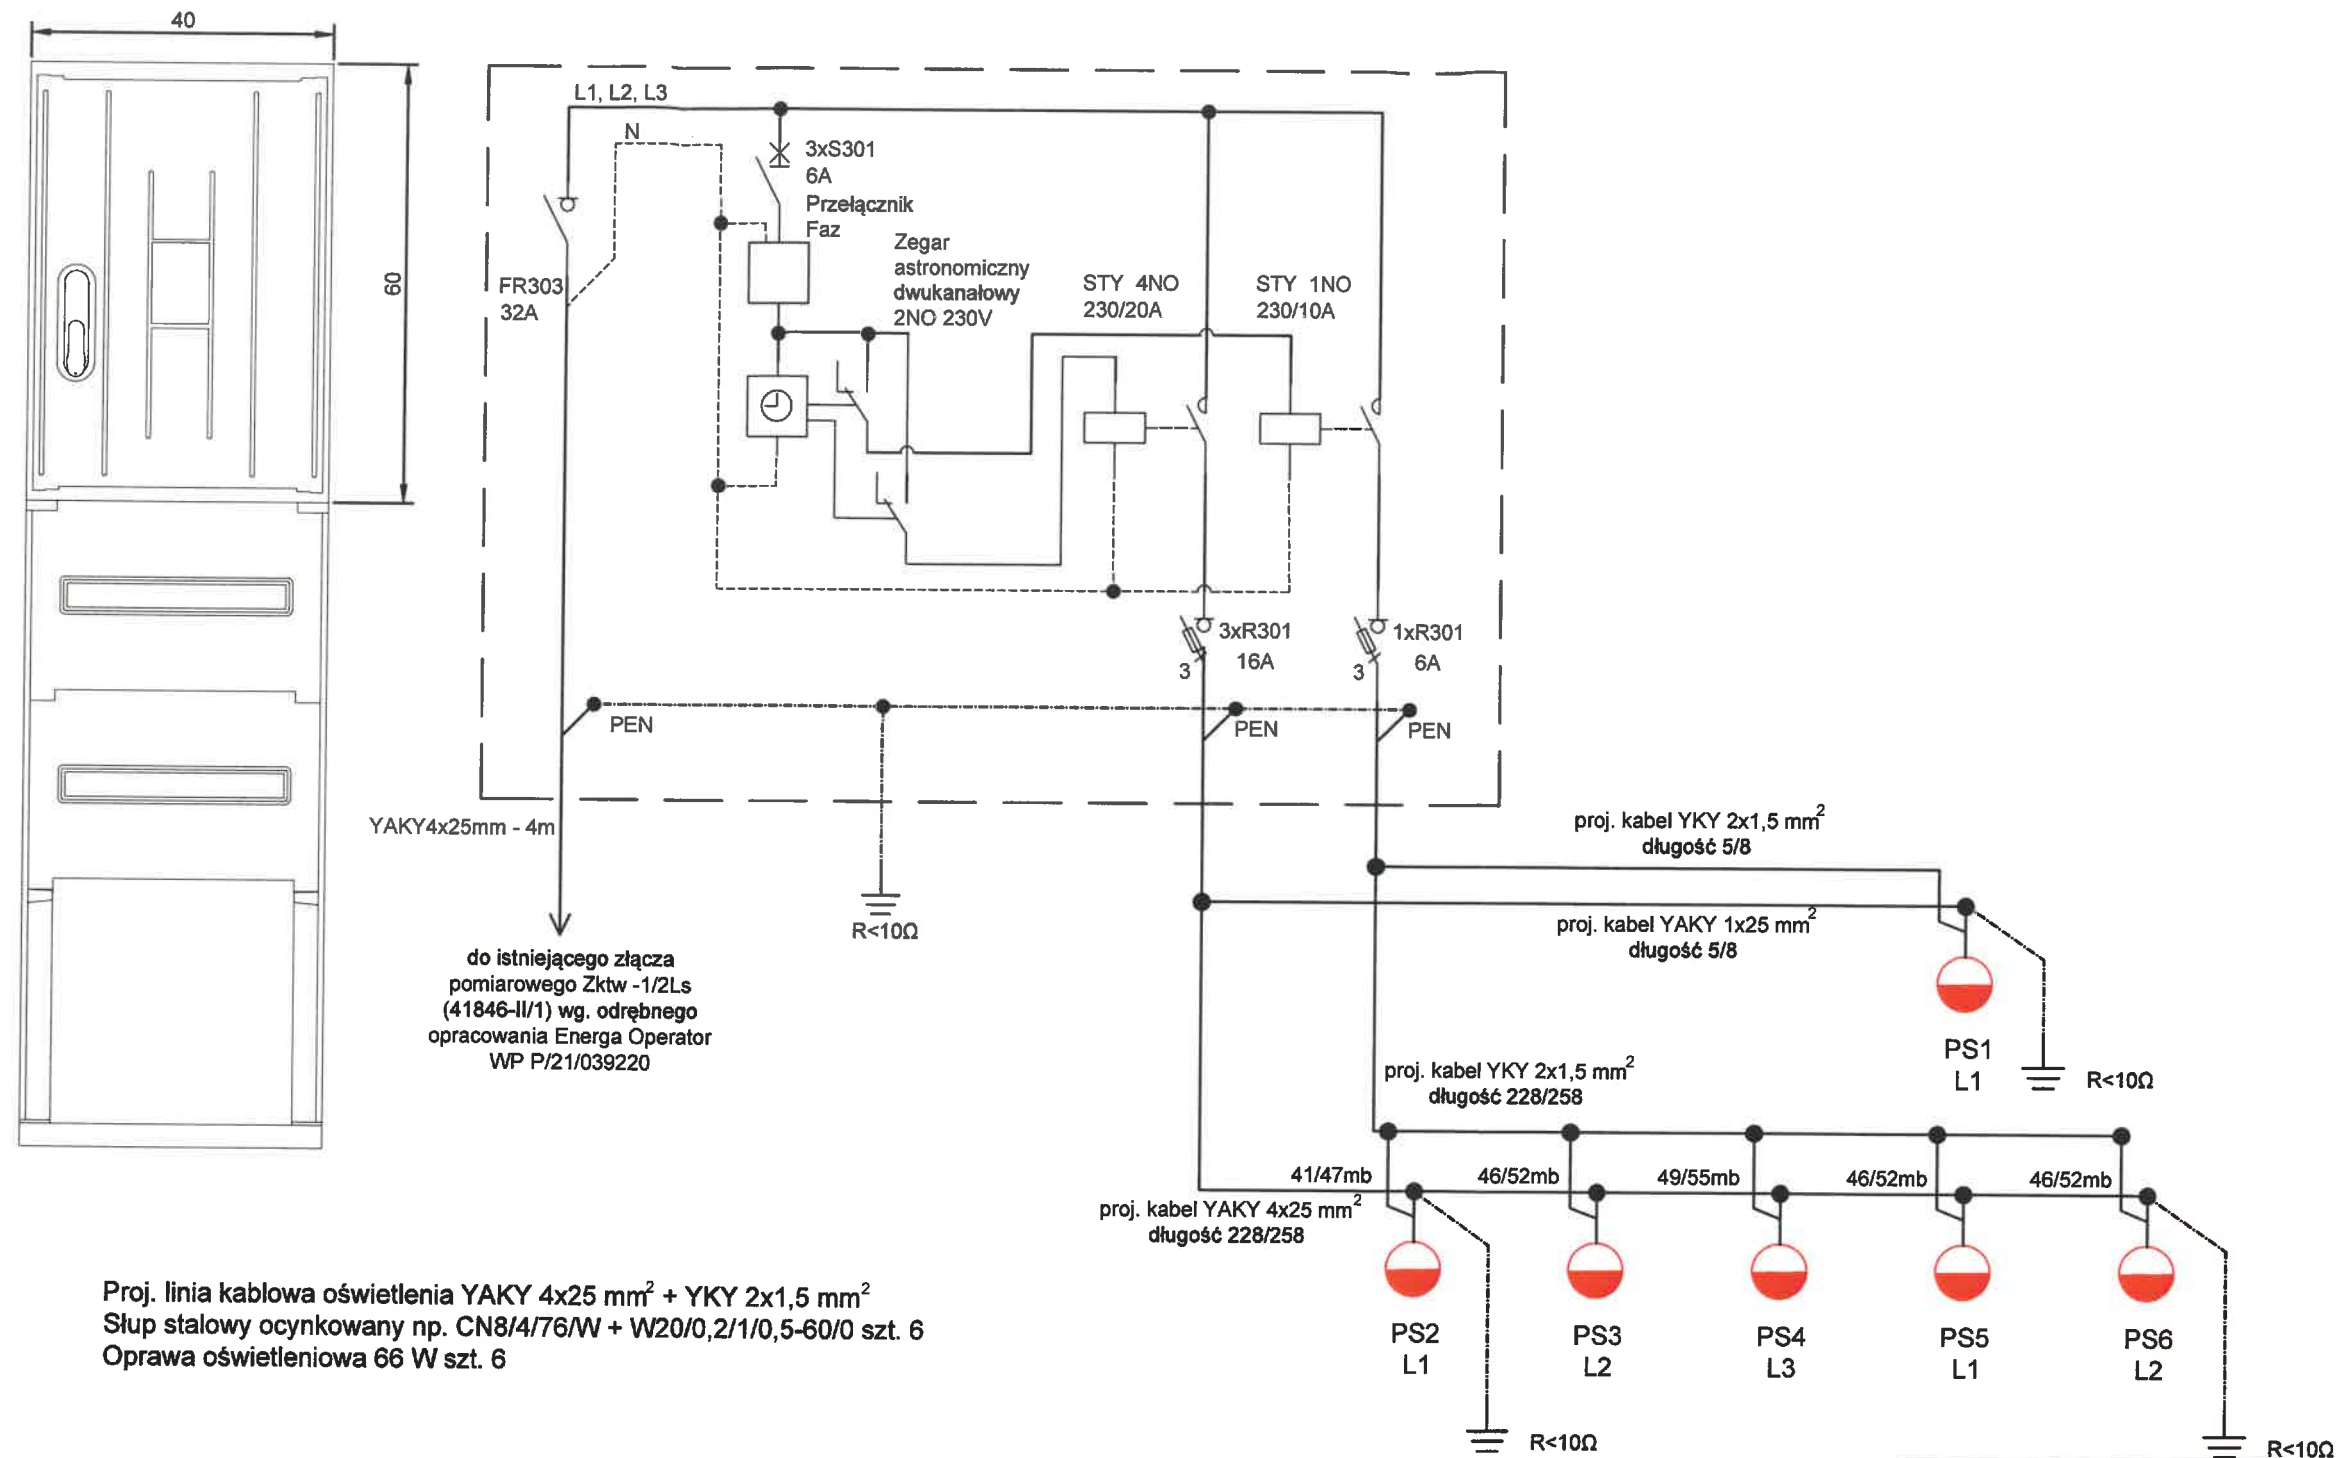 40
60
L1, L2, L3
N
3xS301
6A
Przełącznik
Faz
Zegar
astronomiczny
dwukanałowy
2NO 230V
FR303
32A
STY 4NO
230/20A
STY 1NO
230/10A
3xR301
16A
3
1xR301
6A
3
PEN
PEN
PEN
YAKY4x25mm - 4m
R<10Ω
do istniejącego złącza
pomiarowego Zktw -1/2Ls
(41846-II/1) wg. odrębnego
opracowania Energa Operator
WP P/21/039220
proj. kabel YKY 2x1,5 mm²
długość 5/8
proj. kabel YAKY 1x25 mm²
długość 5/8
PS1
L1
R<10Ω
proj. kabel YKY 2x1,5 mm²
długość 228/258
41/47mb
46/52mb
49/55mb
46/52mb
46/52mb
proj. kabel YAKY 4x25 mm²
długość 228/258
PS2
L1
PS3
L2
PS4
L3
PS5
L1
PS6
L2
R<10Ω
R<10Ω
Proj. linia kablowa oświetlenia YAKY 4x25 mm² + YKY 2x1,5 mm²
Słup stalowy ocynkowany np. CN8/4/76/W + W20/0,2/1/0,5-60/0 szt. 6
Oprawa oświetleniowa 66 W szt. 6